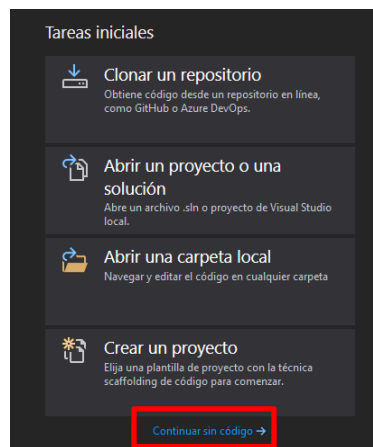 Tareas iniciales
Clonar un repositorio
Obtiene código desde un repositorio en línea,
como GitHub o Azure DevOps.
Abrir un proyecto o una
solución
Abre un archivo .sln o proyecto de Visual Studio
local.
Abrir una carpeta local
Navegar y editar el código en cualquier carpeta
Crear un proyecto
Elija una plantilla de proyecto con la técnica
scaffolding de código para comenzar.
Continuar sin código →